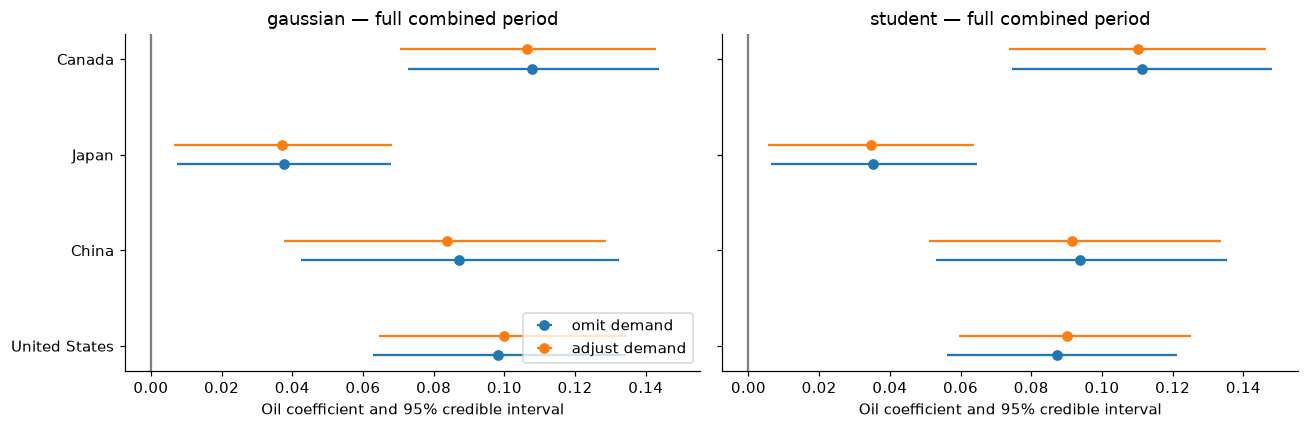 gaussian — full combined period
student — full combined period
Canada
Japan
China
United States
omit demand
adjust demand
0.00 0.02 0.04 0.06 0.08 0.10 0.12 0.14
0.00 0.02 0.04 0.06 0.08 0.10 0.12 0.14
Oil coefficient and 95% credible interval
Oil coefficient and 95% credible interval